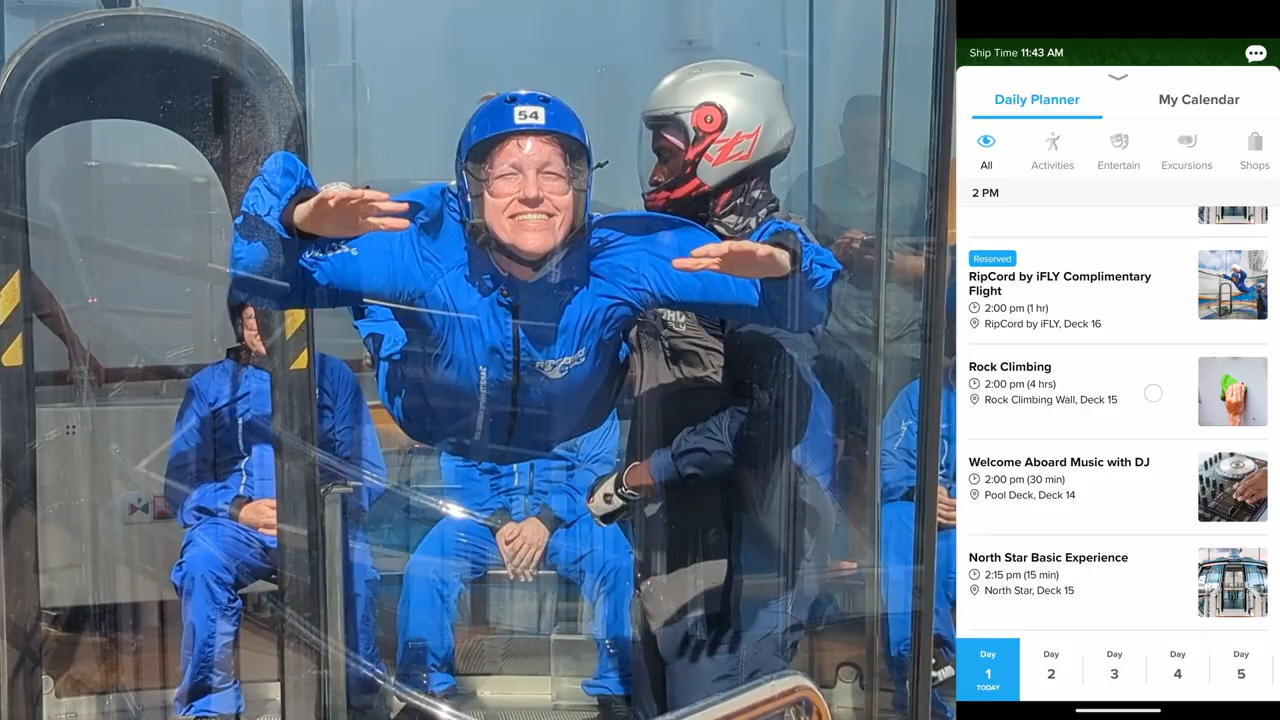 54
Ship Time 11:43 AM
Daily Planner
My Calendar
All
Activities
Entertain
Excursions
Shops
2 PM
Reserved
RipCord by iFLY Complimentary
Flight
2:00 pm (1 hr)
RipCord by iFLY, Deck 16
Rock Climbing
2:00 pm (4 hrs)
Rock Climbing Wall, Deck 15
Welcome Aboard Music with DJ
2:00 pm (30 min)
Pool Deck, Deck 14
North Star Basic Experience
2:15 pm (15 min)
North Star, Deck 15
Day
1
TODAY
Day
2
Day
3
Day
4
Day
5